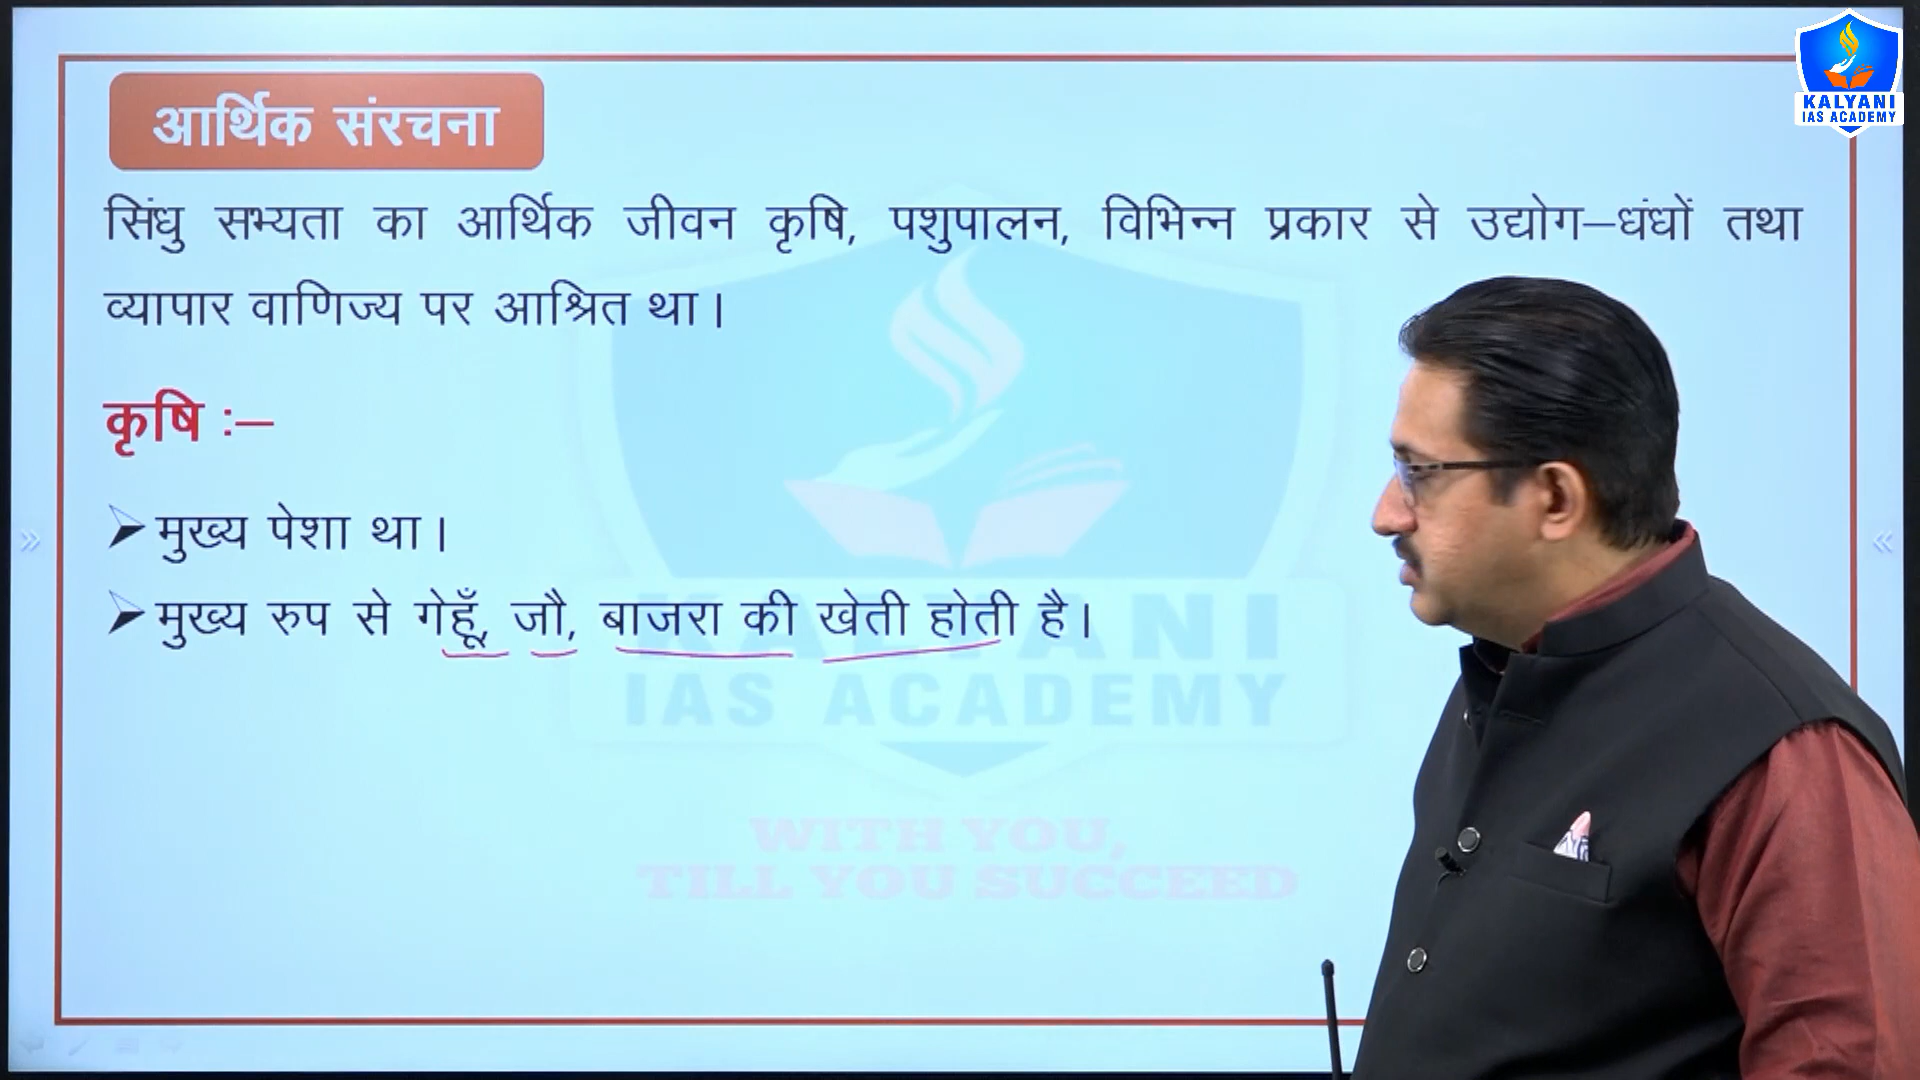 KALYANI
IAS ACADEMY
आर्थिक संरचना
सिंधु सभ्यता का आर्थिक जीवन कृषि, पशुपालन, विभिन्न प्रकार से उद्योग–धंधों तथा
व्यापार वाणिज्य पर आश्रित था।
कृषि :–
मुख्य पेशा था।
मुख्य रुप से गेहूँ, जौ, बाजरा की खेती होती है।
KALYANI
IAS ACADEMY
WITH YOU,
TILL YOU SUCCEED